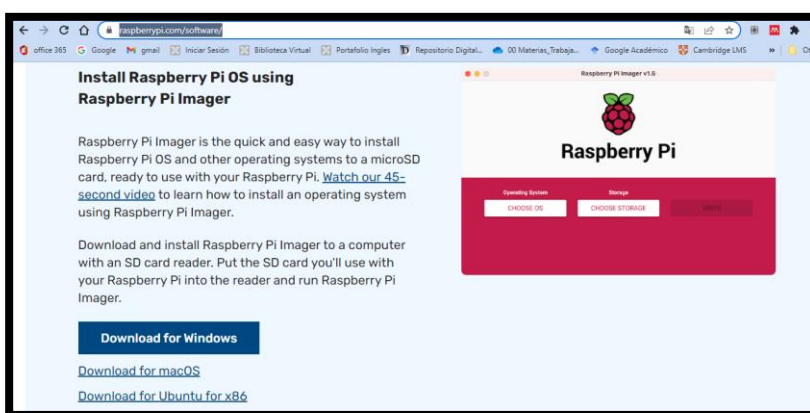 raspberrypi.com/software/
office 365 Google gmail Iniciar Sesión Biblioteca Virtual Portafolio Ingles Repositorio Digital... 00 Materias_Trabaja... Google Académico Cambridge LMS »
Install Raspberry Pi OS using
Raspberry Pi Imager
Raspberry Pi Imager is the quick and easy way to install
Raspberry Pi OS and other operating systems to a microSD
card, ready to use with your Raspberry Pi. Watch our 45-
second video to learn how to install an operating system
using Raspberry Pi Imager.
Download and install Raspberry Pi Imager to a computer
with an SD card reader. Put the SD card you'll use with
your Raspberry Pi into the reader and run Raspberry Pi
Imager.
Download for Windows
Download for macOS
Download for Ubuntu for x86
Raspberry Pi Imager v1.6
Raspberry Pi
Operating System Storage
CHOOSE OS CHOOSE STORAGE WRITE